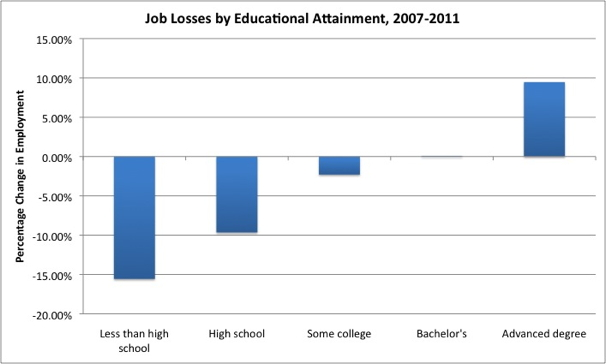 Job Losses by Educational Attainment, 2007-2011
Percentage Change in Employment
15.00%
10.00%
5.00%
0.00%
-5.00%
-10.00%
-15.00%
-20.00%
Less than high
school
High school
Some college
Bachelor's
Advanced degree